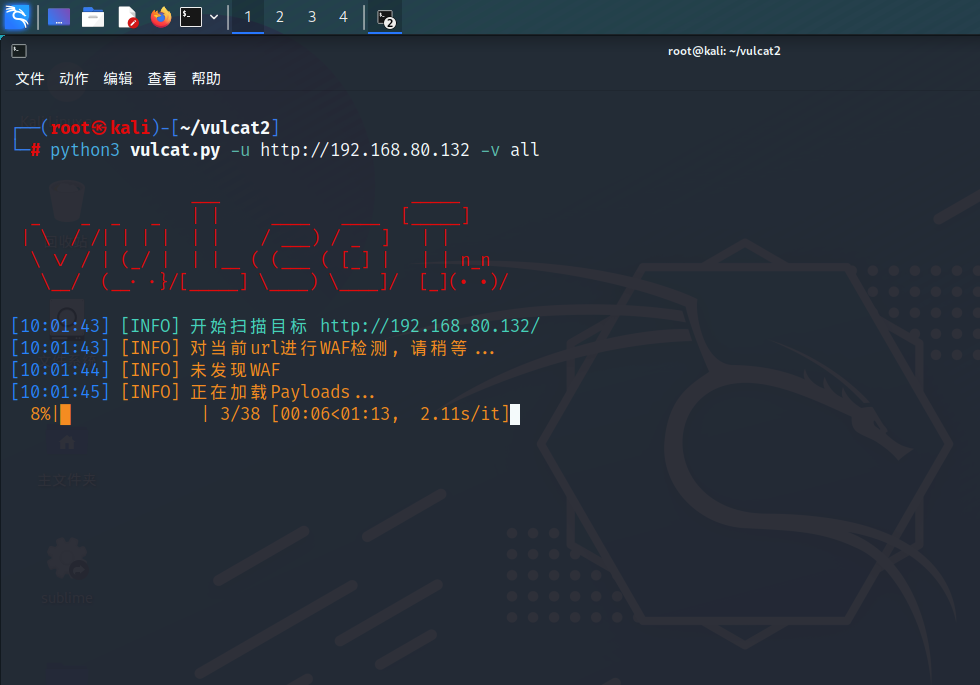 1 2 3 4 2
root@kali: ~/vulcat2
文件 动作 编辑 查看 帮助
┌──(root㉿kali)-[~/vulcat2]
└─# python3 vulcat.py -u http://192.168.80.132 -v all
[10:01:43] [INFO] 开始扫描目标 http://192.168.80.132/
[10:01:43] [INFO] 对当前url进行WAF检测, 请稍等...
[10:01:44] [INFO] 未发现WAF
[10:01:45] [INFO] 正在加载Payloads...
8%|█ | 3/38 [00:06<01:13, 2.11s/it]
主文件夹
sublime